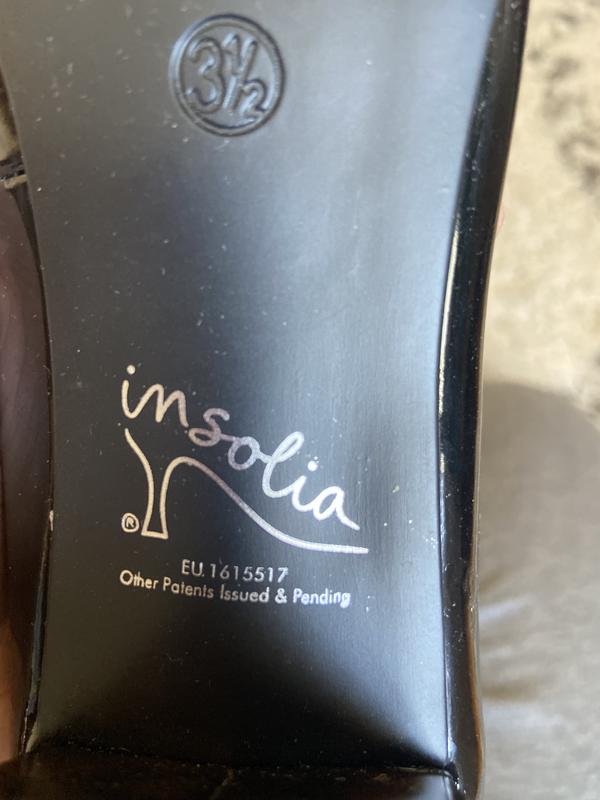 3½
insolia
®
EU.1615517
Other Patents Issued & Pending